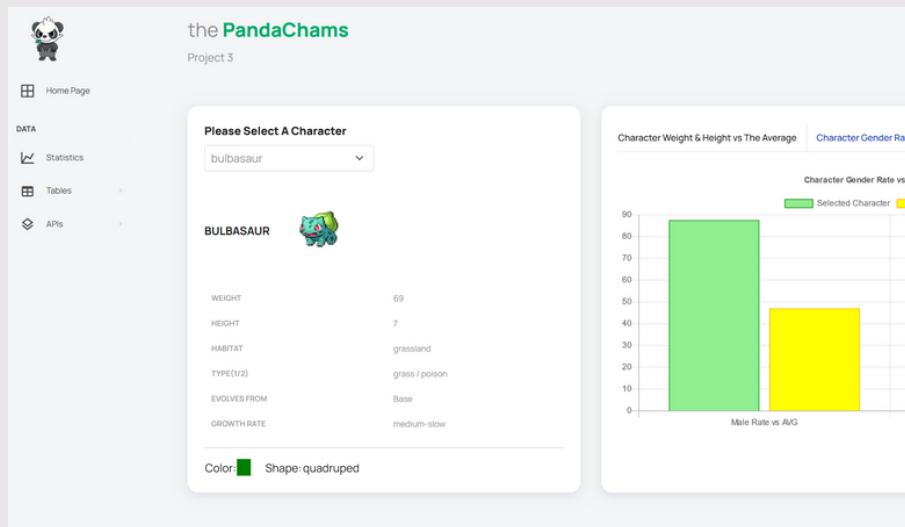 the PandaChams
Project 3
Home Page
DATA
Statistics
Tables
APIs
Please Select A Character
bulbasaur
BULBASAUR
WEIGHT 69
HEIGHT 7
HABITAT grassland
TYPE(1/2) grass / poison
EVOLVES FROM Base
GROWTH RATE medium-slow
Color: Shape: quadruped
Character Weight & Height vs The Average Character Gender Ra
Character Gender Rate vs
Selected Character
90
80
70
60
50
40
30
20
10
0
Male Rate vs AVG